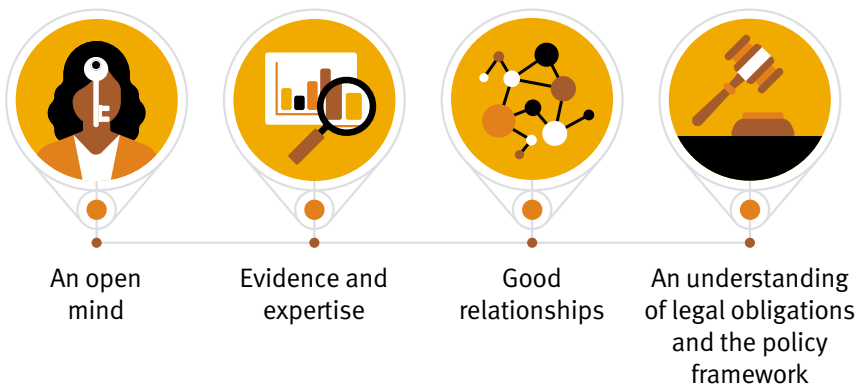 An open
mind
Evidence and
expertise
Good
relationships
An understanding
of legal obligations
and the policy
framework